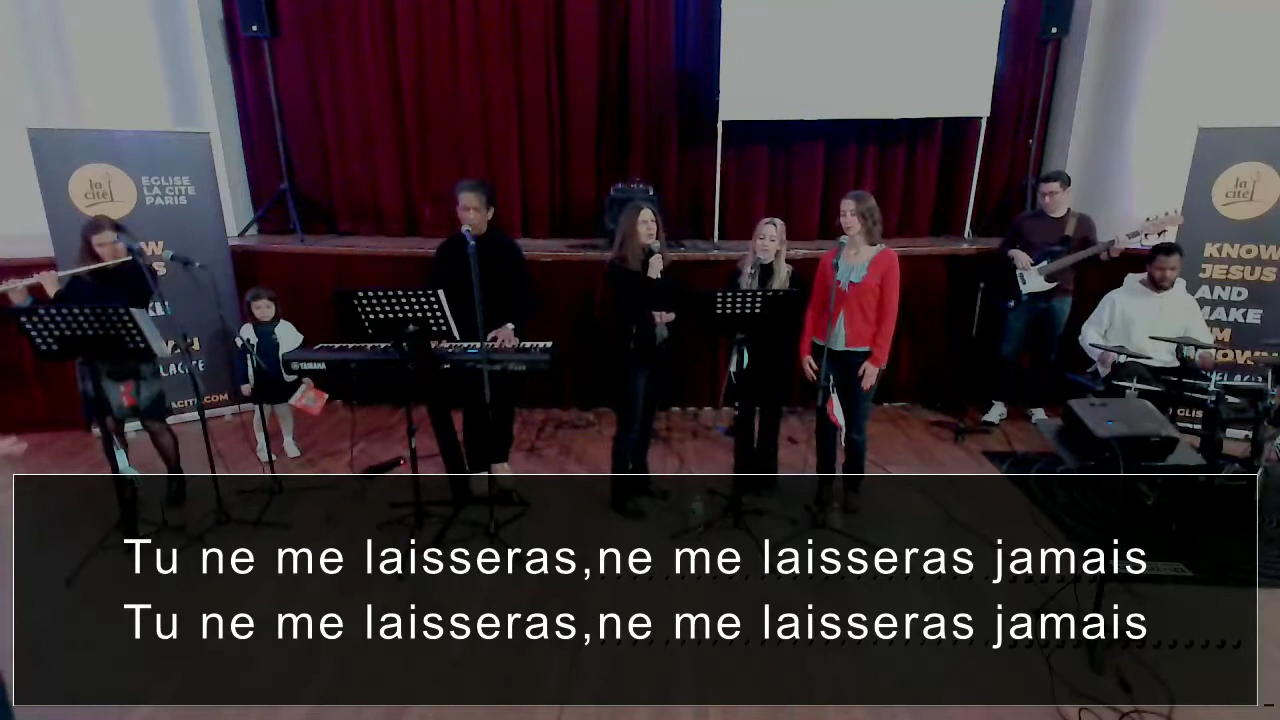 la
cité
EGLISE
LA CITE
PARIS
YAMAHA
la
cité
KNOW
JESUS
AND
Tu ne me laisseras,ne me laisseras jamais
Tu ne me laisseras,ne me laisseras jamais